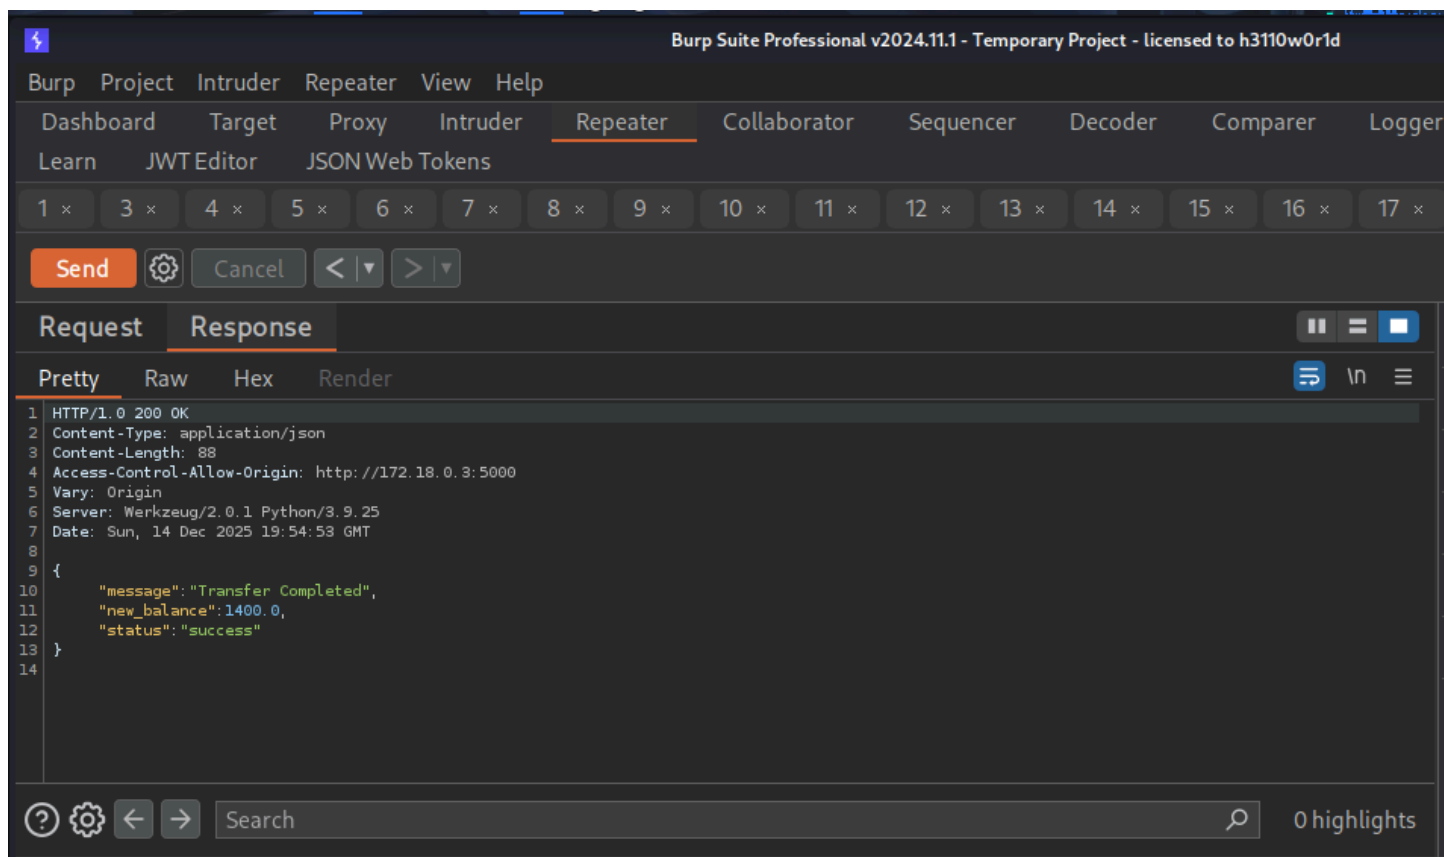 Burp Suite Professional v2024.11.1 - Temporary Project - licensed to h3110w0r1d
Burp Project Intruder Repeater View Help
Dashboard Target Proxy Intruder Repeater Collaborator Sequencer Decoder Comparer Logger
Learn JWT Editor JSON Web Tokens
1 × 3 × 4 × 5 × 6 × 7 × 8 × 9 × 10 × 11 × 12 × 13 × 14 × 15 × 16 × 17 ×
Send Cancel < ▼ > ▼
Request Response
Pretty Raw Hex Render \n
1 HTTP/1.0 200 OK
2 Content-Type: application/json
3 Content-Length: 88
4 Access-Control-Allow-Origin: http://172.18.0.3:5000
5 Vary: Origin
6 Server: Werkzeug/2.0.1 Python/3.9.25
7 Date: Sun, 14 Dec 2025 19:54:53 GMT
8
9 {
10 "message":"Transfer Completed",
11 "new_balance":1400.0,
12 "status":"success"
13 }
14
Search 0 highlights